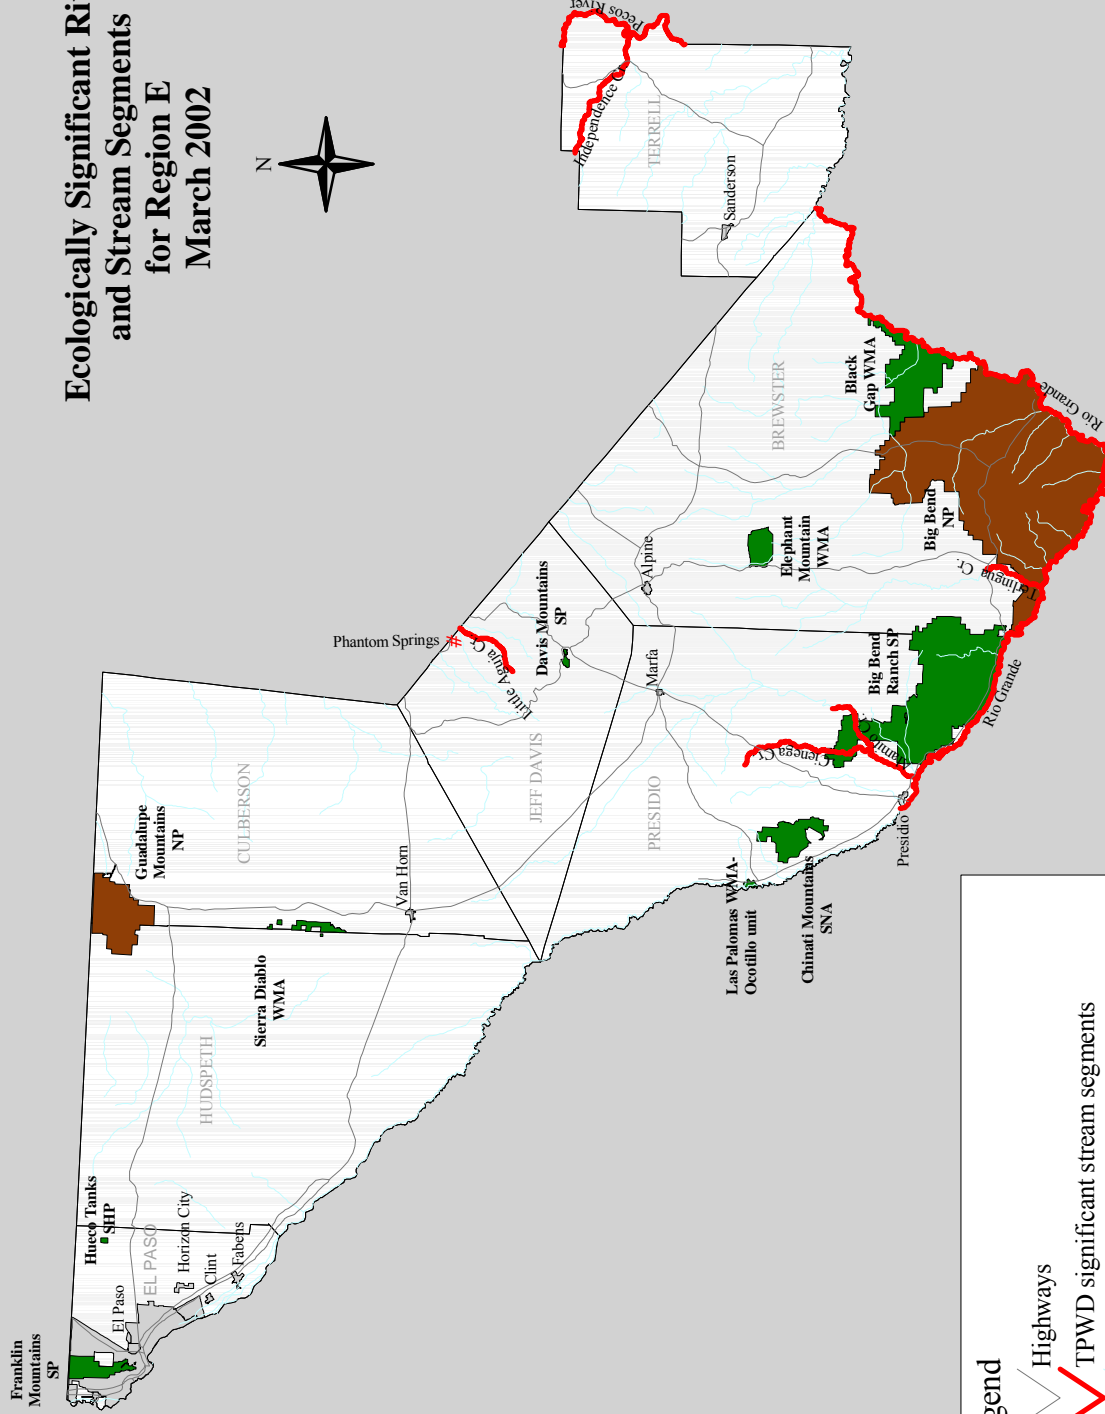 Ecologically Significant
and Stream Segments
for Region E
March 2002
N
Franklin
Mountains
SP
El Paso
Hueco Tanks
SHP
EL PASO
Horizon City
Clint
Fabens
HUDSPETH
Sierra Diablo
WMA
Guadalupe
Mountains
NP
CULBERSON
Van Horn
Phantom Springs
#
Little Aguja Cr.
Davis Mountains
SP
JEFF DAVIS
Marfa
PRESIDIO
Las Palomas WMA-
Ocotillo unit
Chinati Mountains
SNA
Presidio
Cienega Cr.
Big Bend
Ranch SP
Rio Grande
Alpine
Elephant
Mountain
WMA
BREWSTER
Terlingua Cr.
Big Bend
NP
Black
Gap WMA
Rio Grande
Sanderson
TERRELL
Independence Cr.
Pecos River
Highways
TPWD significant stream segments